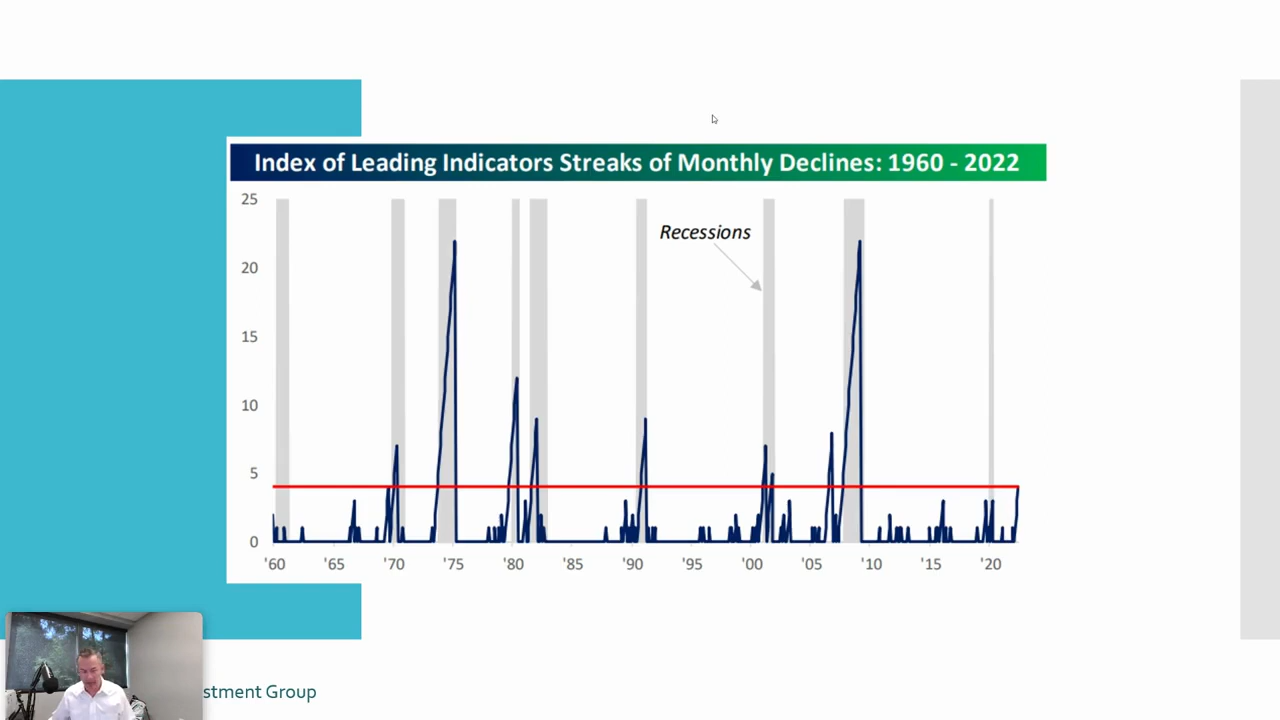 Index of Leading Indicators Streaks of Monthly Declines: 1960 - 2022
25
20
15
10
5
0
Recessions
'60 '65 '70 '75 '80 '85 '90 '95 '00 '05 '10 '15 '20
stment Group